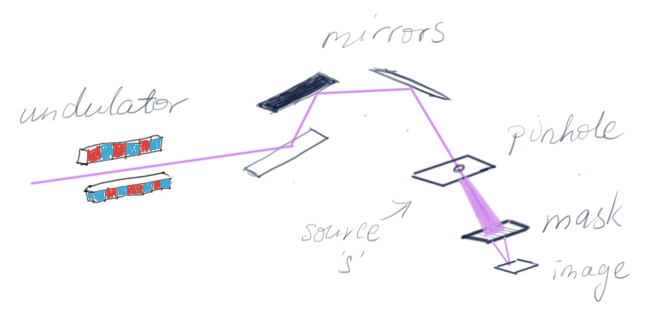 mirrors
undulator
pinhole
source
's'
mask
image